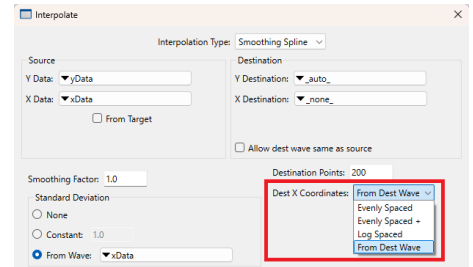 Interpolate
Interpolation Type: Smoothing Spline
Source
Y Data: yData
X Data: xData
From Target
Destination
Y Destination: _auto_
X Destination: _none_
Allow dest wave same as source
Smoothing Factor: 1.0
Standard Deviation
None
Constant: 1.0
From Wave: xData
Destination Points: 200
Dest X Coordinates: From Dest Wave
Evenly Spaced
Evenly Spaced +
Log Spaced
From Dest Wave